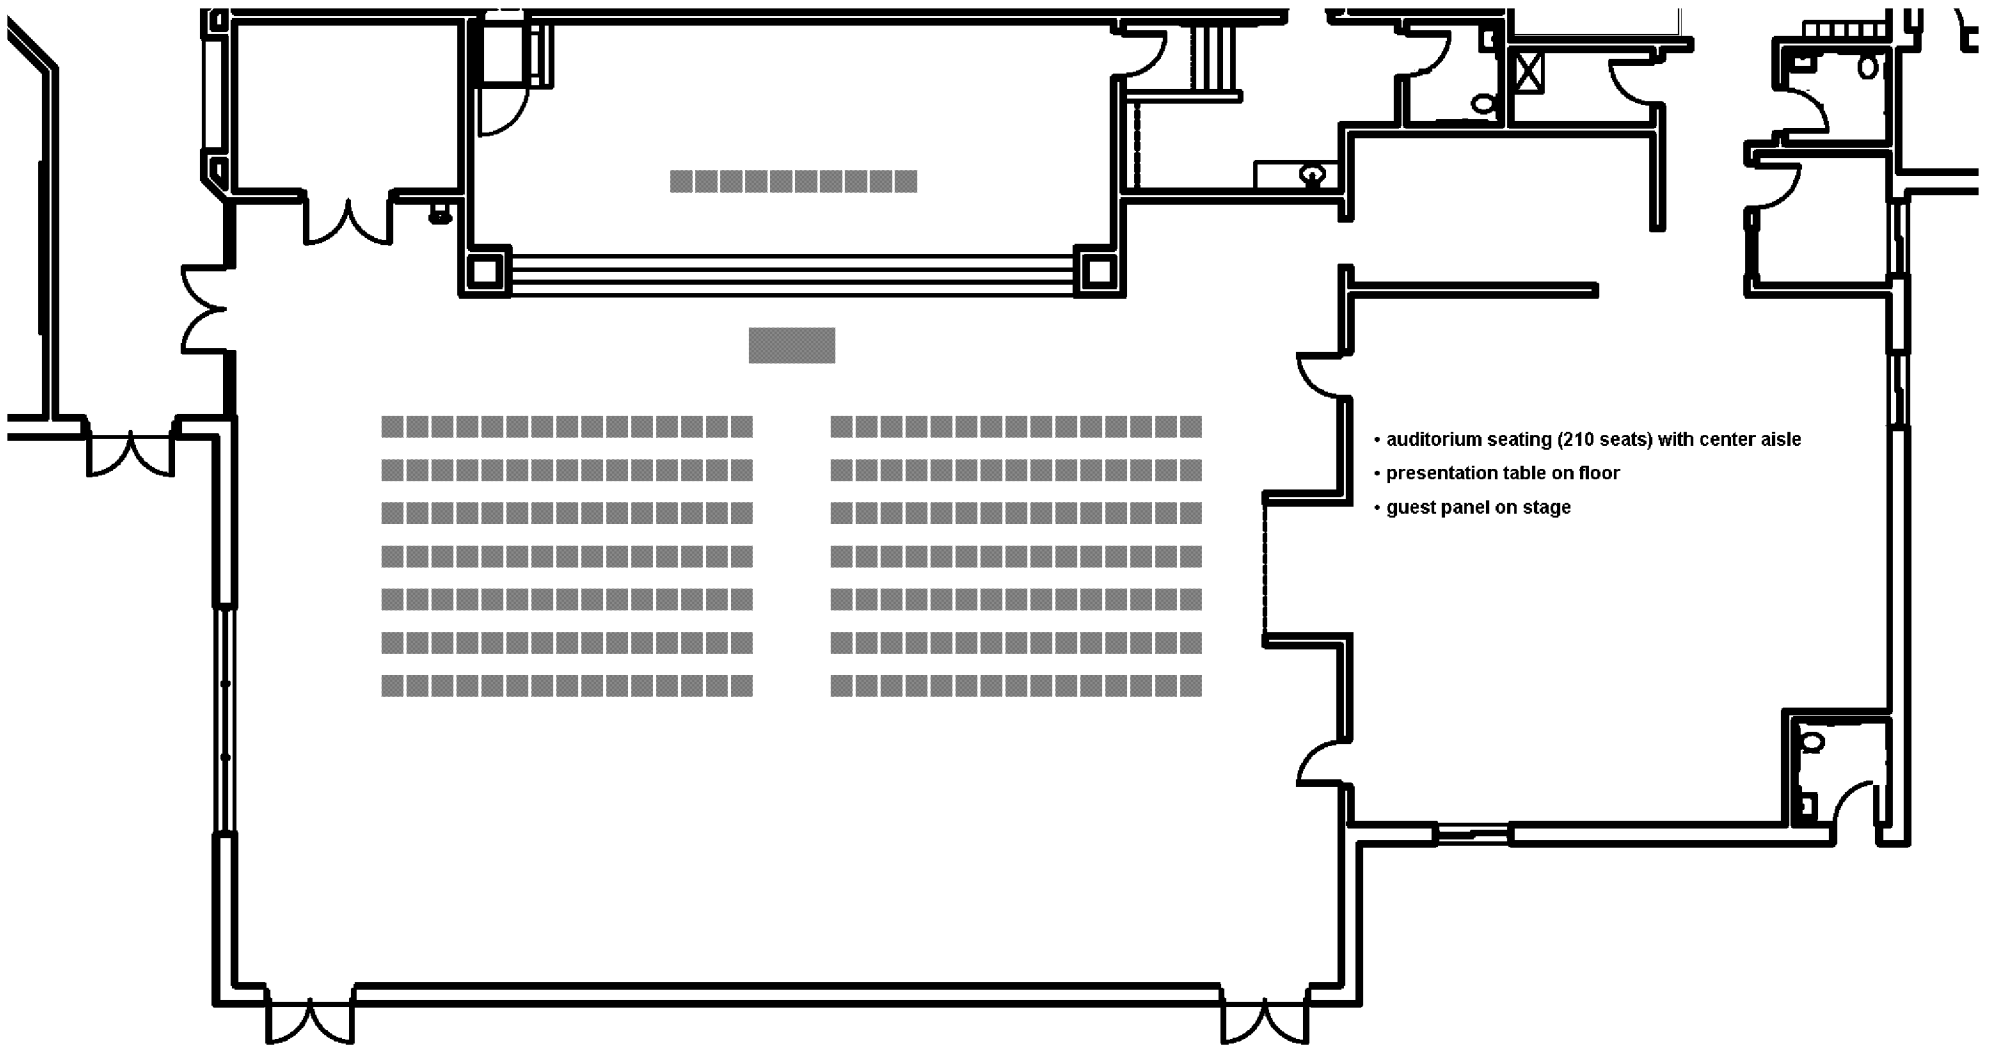 • auditorium seating (210 seats) with center aisle
• presentation table on floor
• guest panel on stage